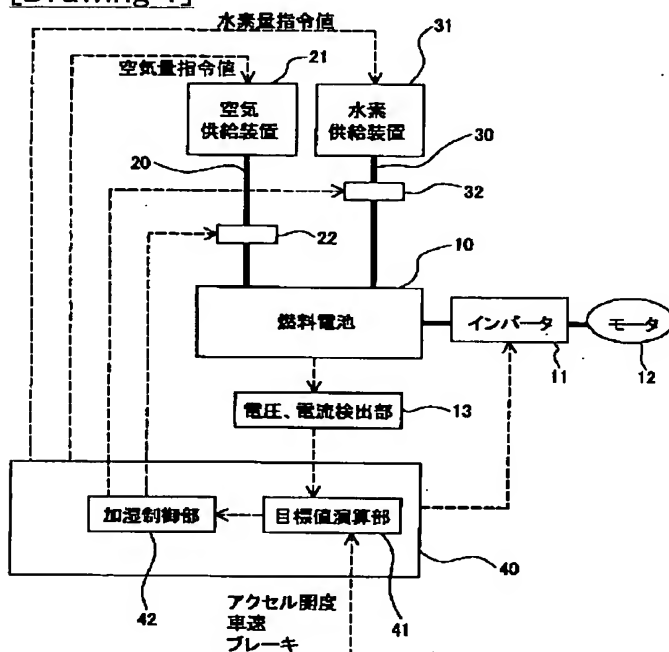 [Drawing 1]
水素量指令値
31
空気量指令値
21
空気
供給装置
水素
供給装置
20
30
32
22
10
燃料電池
インバータ
モータ
11
12
電圧、電流検出部
13
加湿制御部
目標値演算部
40
42
41
アクセル開度
車速
ブレーキ